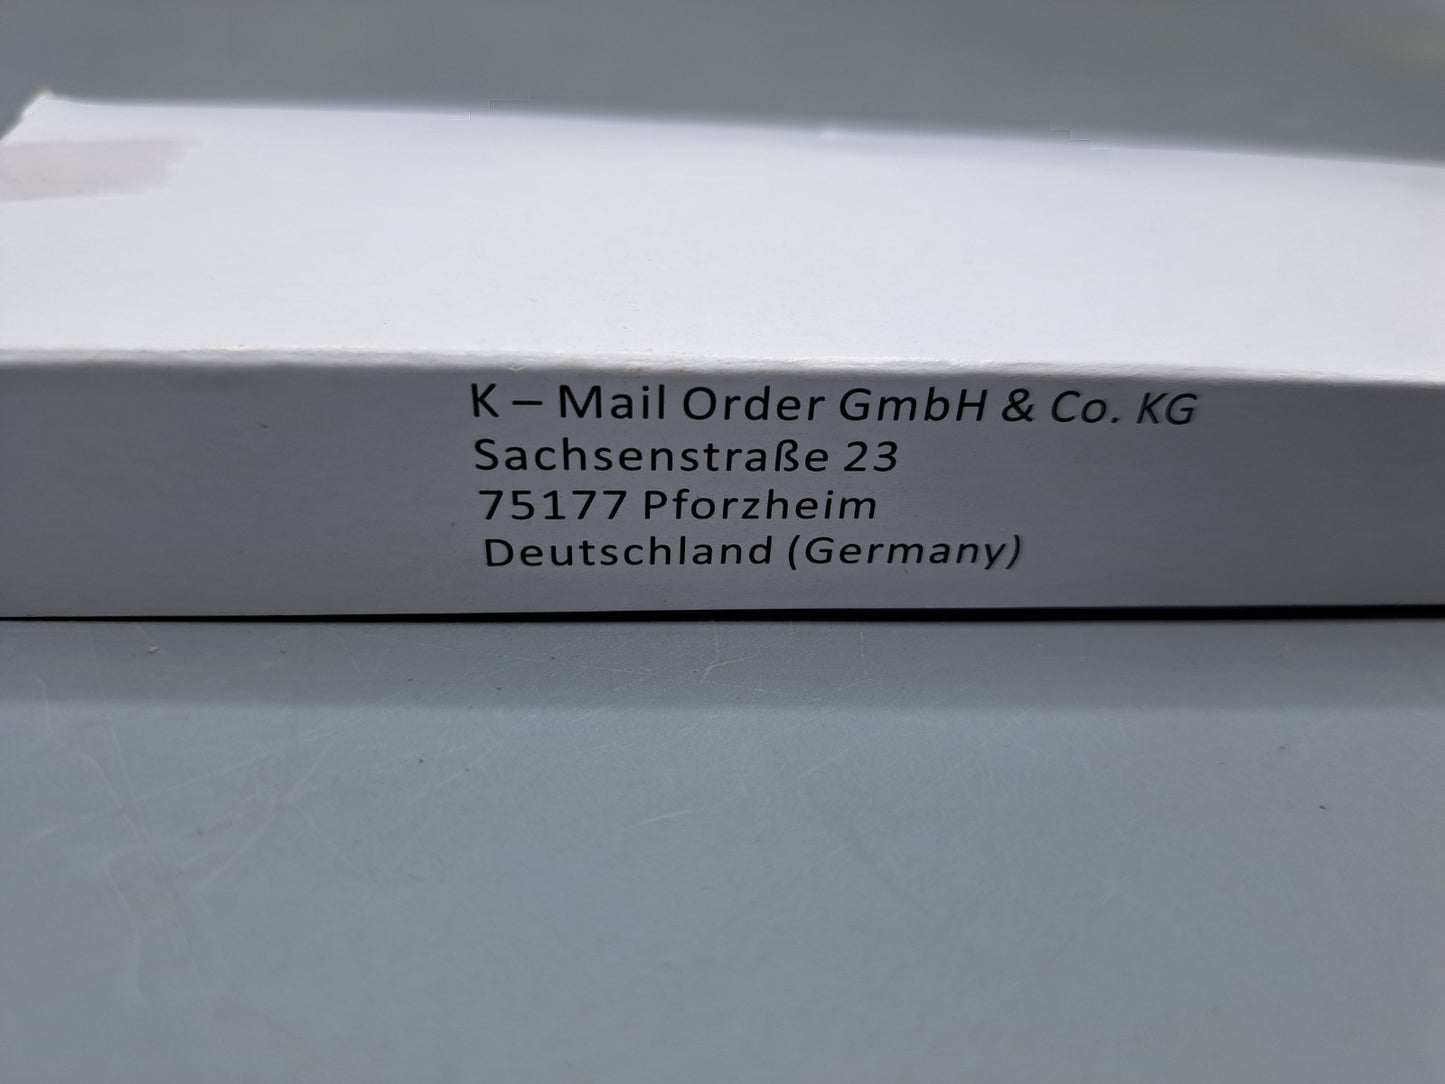 K – Mail Order GmbH & Co. KG
Sachsenstraße 23
75177 Pforzheim
Deutschland (Germany)